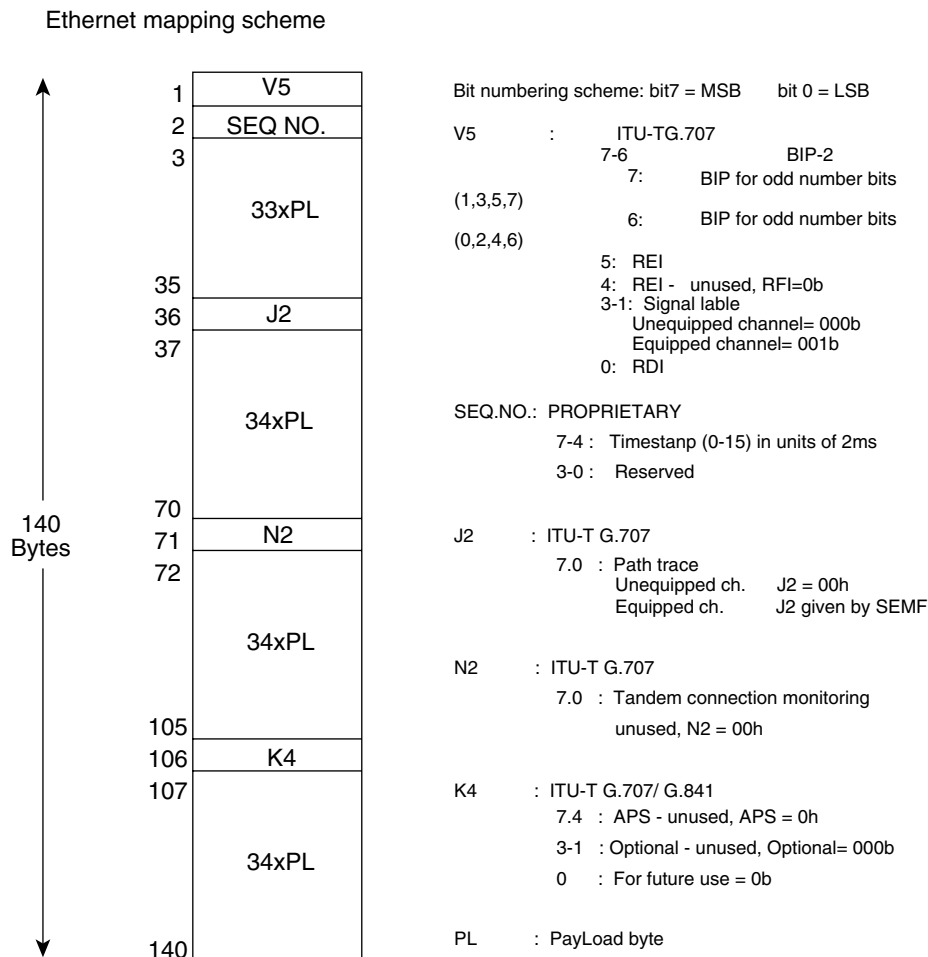 Ethernet mapping scheme
1 V5
2 SEQ NO.
3
33xPL
35
36 J2
37
34xPL
70
71 N2
72
34xPL
105
106 K4
107
34xPL
140
140
Bytes
Bit numbering scheme: bit7 = MSB bit 0 = LSB
V5 : ITU-TG.707
7-6 BIP-2
7: BIP for odd number bits
(1,3,5,7)
6: BIP for odd number bits
(0,2,4,6)
5: REI
4: REI - unused, RFI=0b
3-1: Signal lable
Unequipped channel= 000b
Equipped channel= 001b
0: RDI
SEQ.NO.: PROPRIETARY
7-4 : Timestanp (0-15) in units of 2ms
3-0 : Reserved
J2 : ITU-T G.707
7.0 : Path trace
Unequipped ch. J2 = 00h
Equipped ch. J2 given by SEMF
N2 : ITU-T G.707
7.0 : Tandem connection monitoring
unused, N2 = 00h
K4 : ITU-T G.707/ G.841
7.4 : APS - unused, APS = 0h
3-1 : Optional - unused, Optional= 000b
0 : For future use = 0b
PL : PayLoad byte